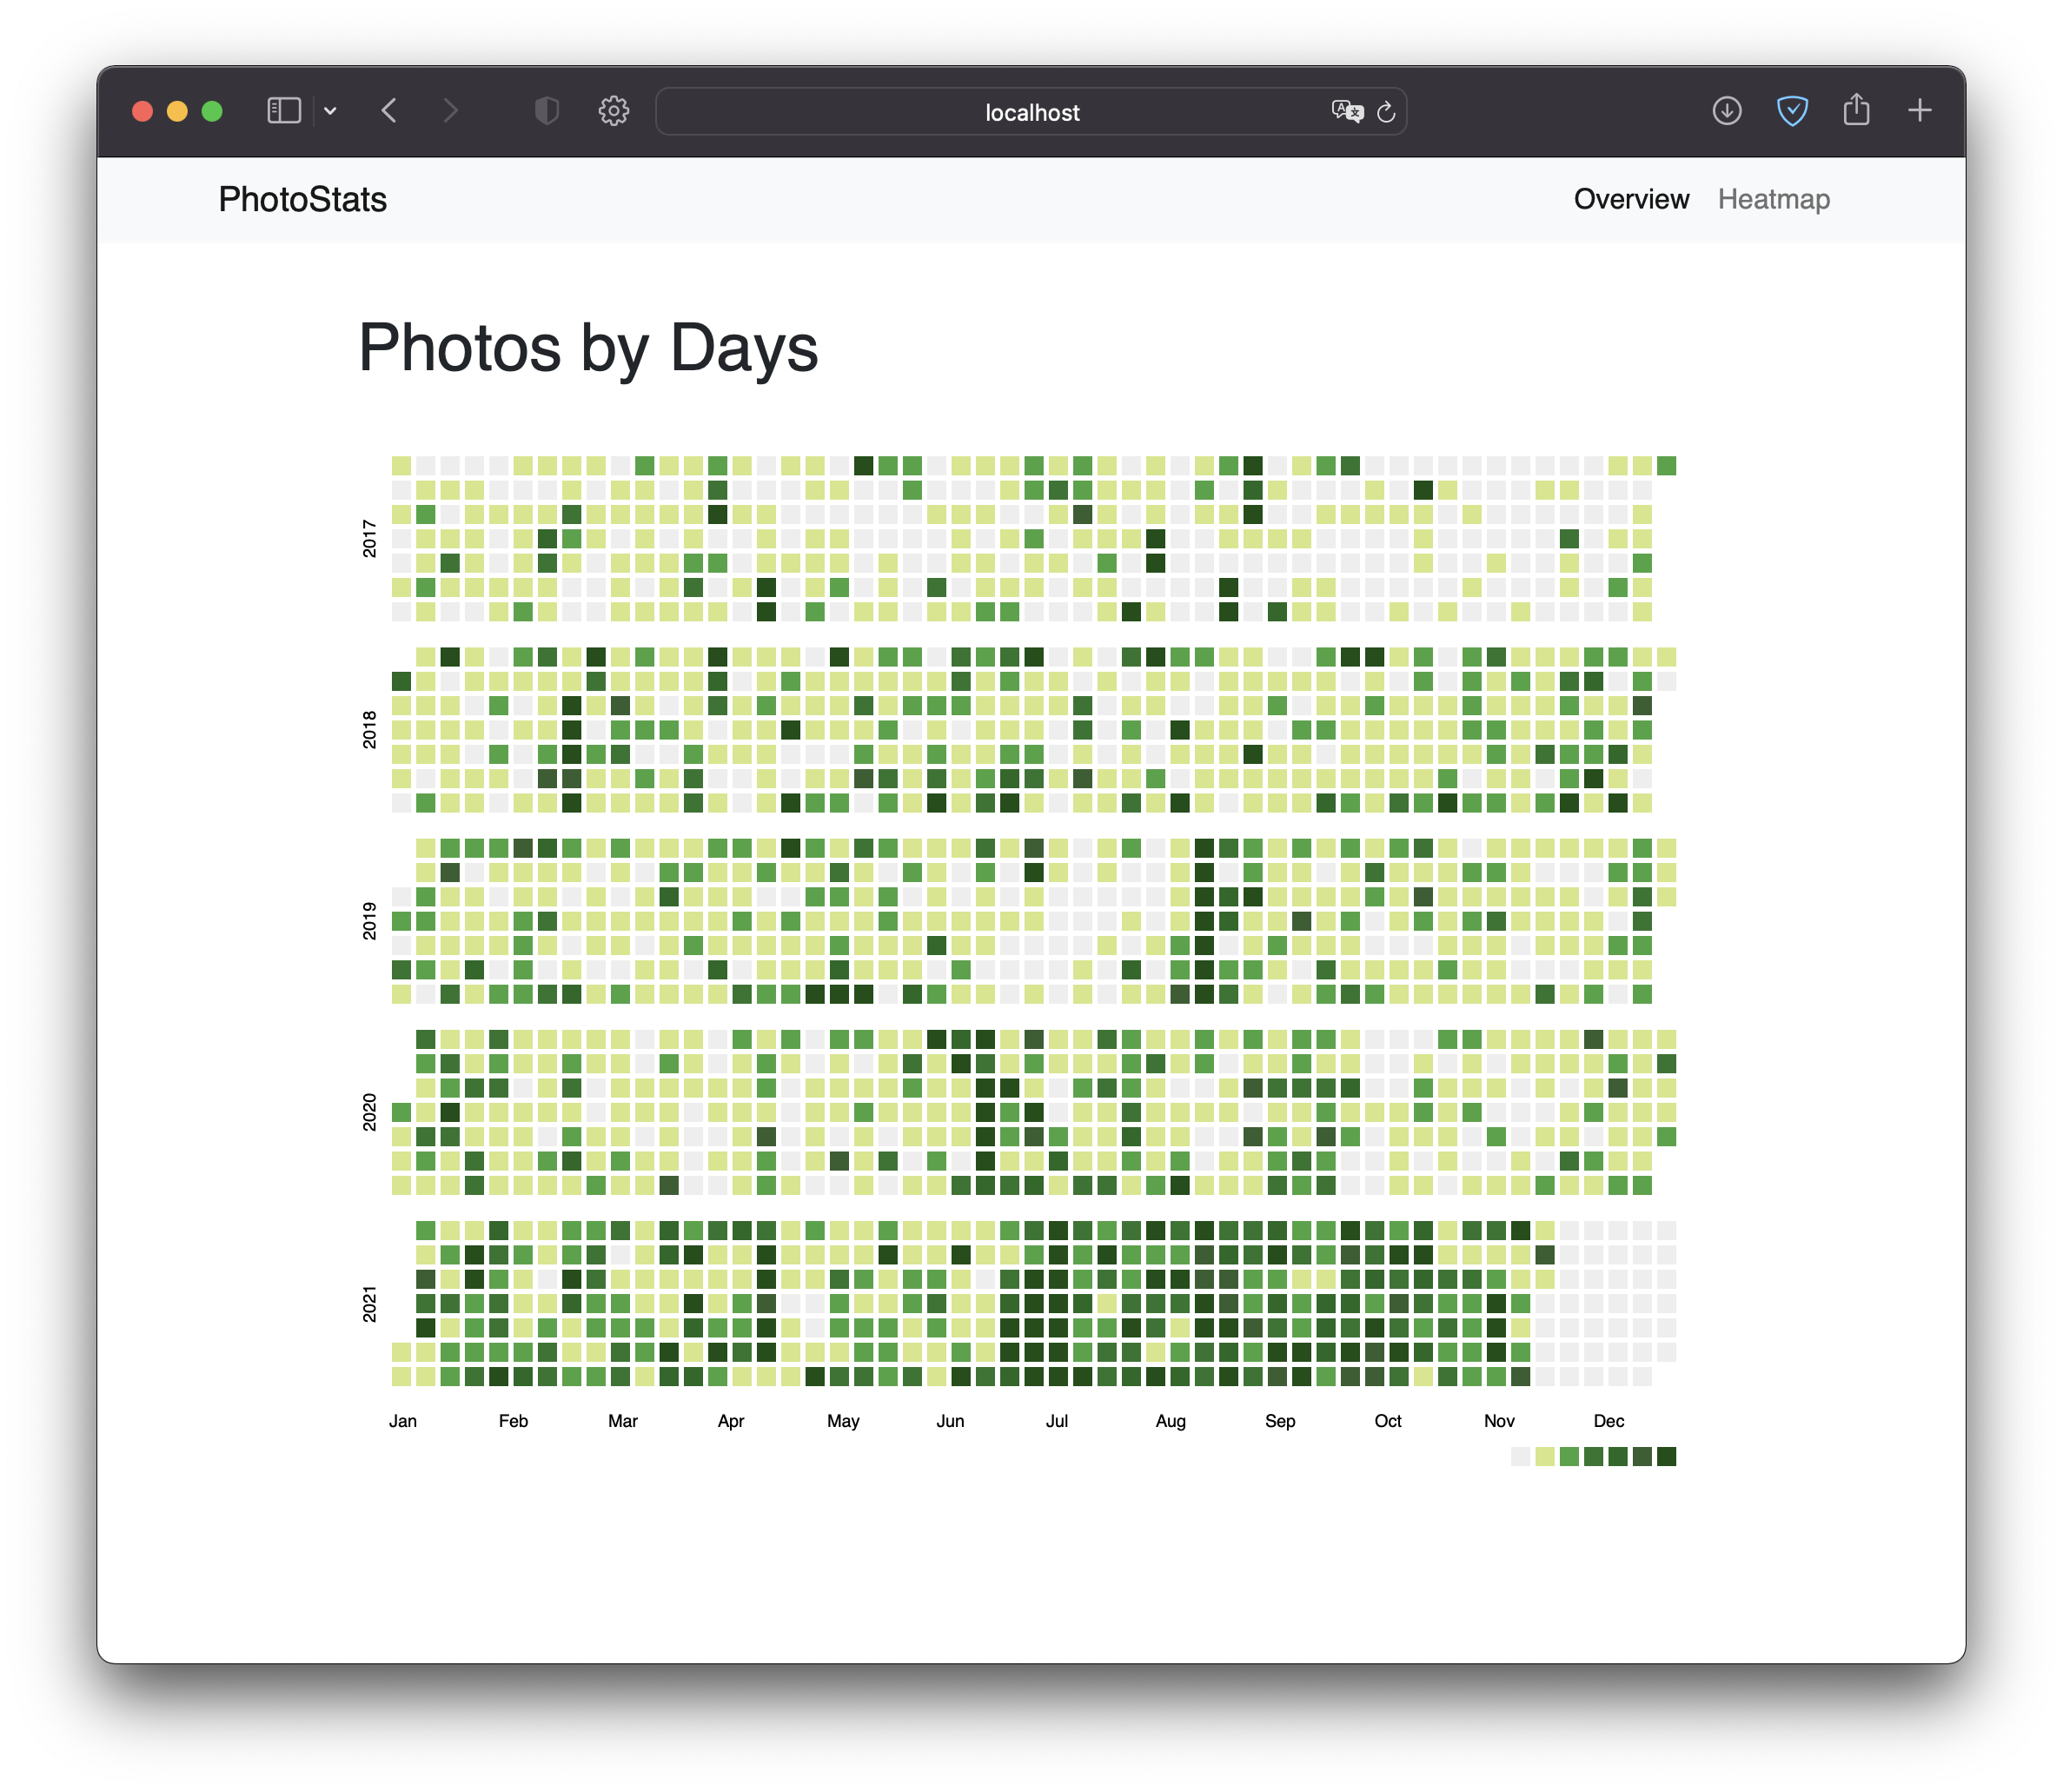 localhost
PhotoStats
Overview Heatmap
Photos by Days
2017
2018
2019
2020
2021
Jan Feb Mar Apr May Jun Jul Aug Sep Oct Nov Dec